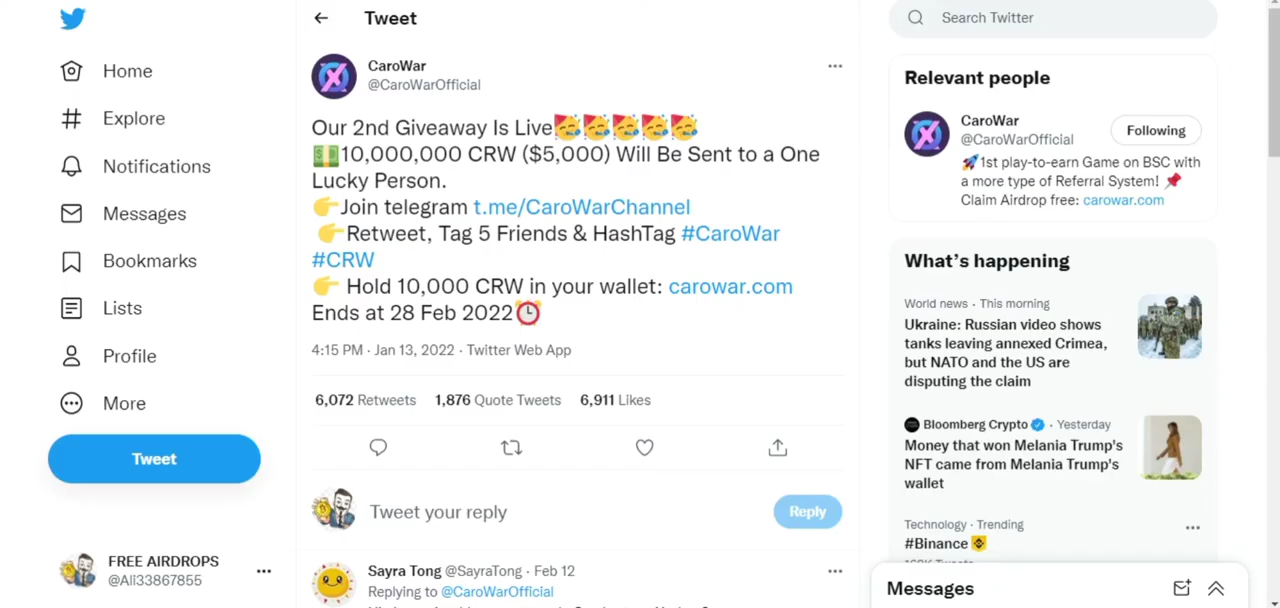 Home
Explore
Notifications
Messages
Bookmarks
Lists
Profile
More
Tweet
FREE AIRDROPS
@Ali33867855
Tweet
CaroWar
@CaroWarOfficial
Our 2nd Giveaway Is Live🥳🥳🥳🥳🥳
💵10,000,000 CRW ($5,000) Will Be Sent to a One
Lucky Person.
👉Join telegram t.me/CaroWarChannel
👉Retweet, Tag 5 Friends & HashTag #CaroWar
#CRW
👉 Hold 10,000 CRW in your wallet: carowar.com
Ends at 28 Feb 2022⏰
4:15 PM · Jan 13, 2022 · Twitter Web App
6,072 Retweets 1,876 Quote Tweets 6,911 Likes
Tweet your reply
Reply
Sayra Tong @SayraTong · Feb 12
Replying to @CaroWarOfficial
Search Twitter
Relevant people
CaroWar
@CaroWarOfficial
Following
🚀1st play-to-earn Game on BSC with
a more type of Referral System! 📌
Claim Airdrop free: carowar.com
What's happening
World news · This morning
Ukraine: Russian video shows
tanks leaving annexed Crimea,
but NATO and the US are
disputing the claim
Bloomberg Crypto · Yesterday
Money that won Melania Trump's
NFT came from Melania Trump's
wallet
Technology · Trending
#Binance
Messages